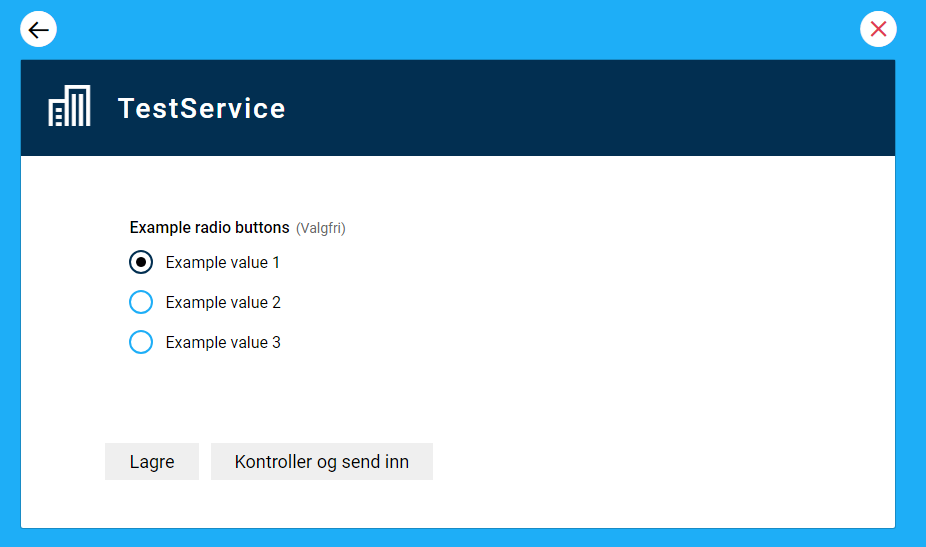 TestService
Example radio buttons (Valgfri)
Example value 1
Example value 2
Example value 3
Lagre Kontroller og send inn